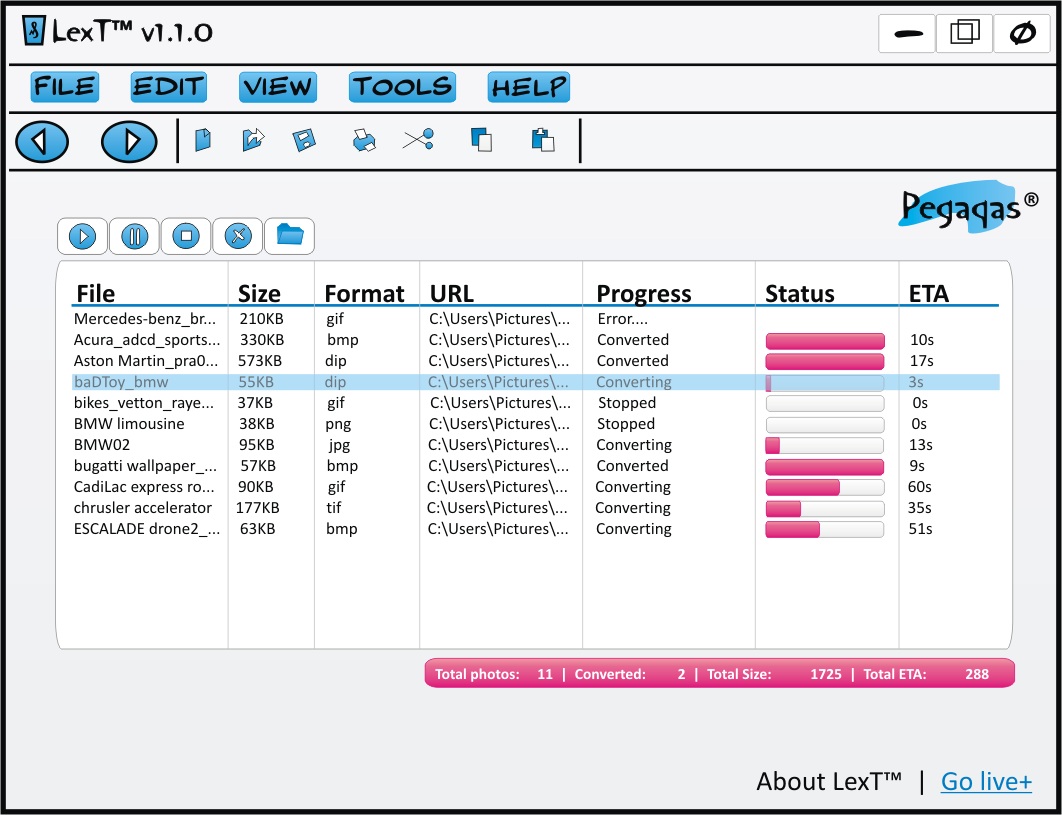 LexT™ v1.1.0
FILE EDIT VIEW TOOLS HELP
Pegaqas®
File Size Format URL Progress Status ETA
Mercedes-benz_br... 210KB gif C:\Users\Pictures\... Error....
Acura_adcd_sports... 330KB bmp C:\Users\Pictures\... Converted 10s
Aston Martin_pra0... 573KB dip C:\Users\Pictures\... Converted 17s
baDToy_bmw 55KB dip C:\Users\Pictures\... Converting 3s
bikes_vetton_raye... 37KB gif C:\Users\Pictures\... Stopped 0s
BMW limousine 38KB png C:\Users\Pictures\... Stopped 0s
BMW02 95KB jpg C:\Users\Pictures\... Converting 13s
bugatti wallpaper_... 57KB bmp C:\Users\Pictures\... Converted 9s
CadiLac express ro... 90KB gif C:\Users\Pictures\... Converting 60s
chrusler accelerator 177KB tif C:\Users\Pictures\... Converting 35s
ESCALADE drone2_... 63KB bmp C:\Users\Pictures\... Converting 51s
Total photos: 11 | Converted: 2 | Total Size: 1725 | Total ETA: 288
About LexT™ | Go live+